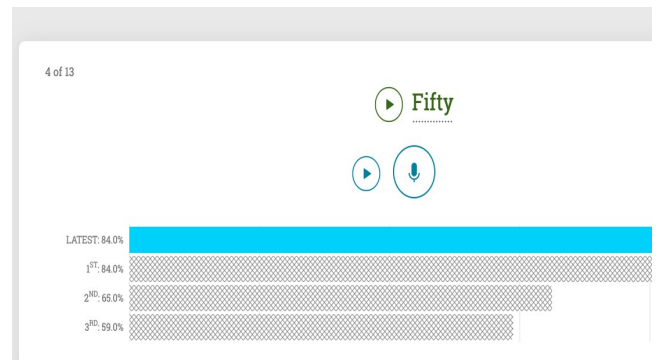 4 of 13
Fifty
LATEST: 84.0%
1ST: 84.0%
2ND: 65.0%
3RD: 59.0%